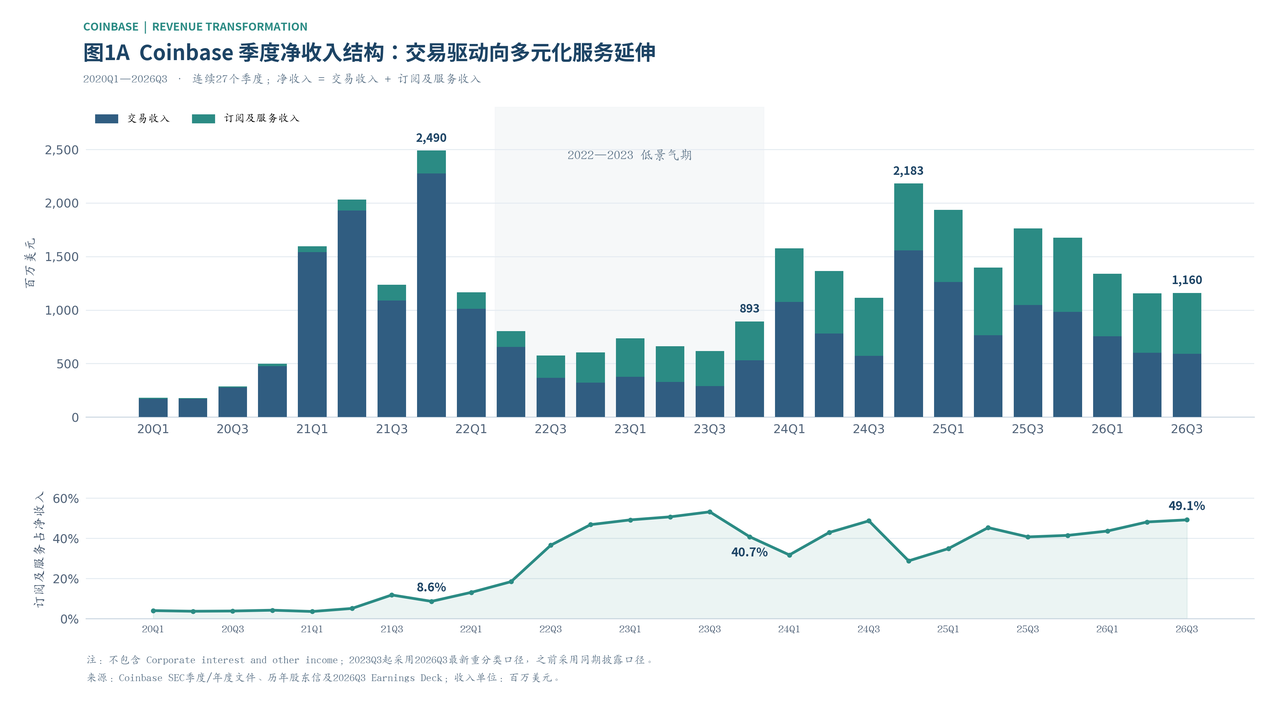 COINBASE | REVENUE TRANSFORMATION
图1A Coinbase 季度净收入结构：交易驱动向多元化服务延伸
2020Q1—2026Q3 · 连续27个季度；净收入 = 交易收入 + 订阅及服务收入
交易收入 订阅及服务收入
2022—2023 低景气期
百万美元
2,500
2,000
1,500
1,000
500
0
2,490
893
2,183
1,160
20Q1 20Q3 21Q1 21Q3 22Q1 22Q3 23Q1 23Q3 24Q1 24Q3 25Q1 25Q3 26Q1 26Q3
订阅及服务占净收入
60%
40%
20%
0%
8.6%
40.7%
49.1%
20Q1 20Q3 21Q1 21Q3 22Q1 22Q3 23Q1 23Q3 24Q1 24Q3 25Q1 25Q3 26Q1 26Q3
注：不包含 Corporate interest and other income；2023Q3起采用2026Q3最新重分类口径，之前采用同期披露口径。
来源：Coinbase SEC季度/年度文件、历年股东信及2026Q3 Earnings Deck；收入单位：百万美元。